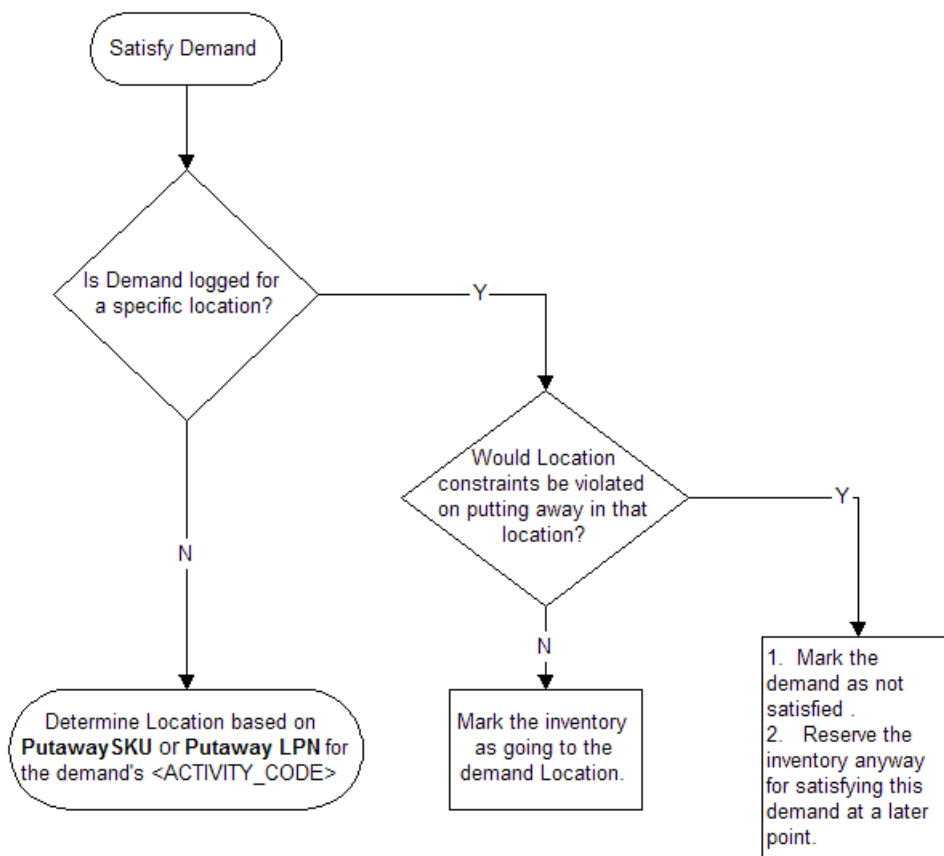 Satisfy Demand
Is Demand logged for
a specific location?
Y
Would Location
constraints be violated
on putting away in that
location?
Y
N
N
1. Mark the
demand as not
satisfied .
2. Reserve the
inventory anyway
for satisfying this
demand at a later
point.
Determine Location based on
PutawaySKU or Putaway LPN for
the demand's <ACTIVITY_CODE>
Mark the inventory
as going to the
demand Location.